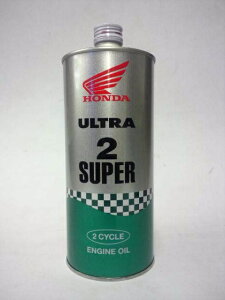 HONDA
ULTRA
2
SUPER
2 CYCLE
ENGINE OIL